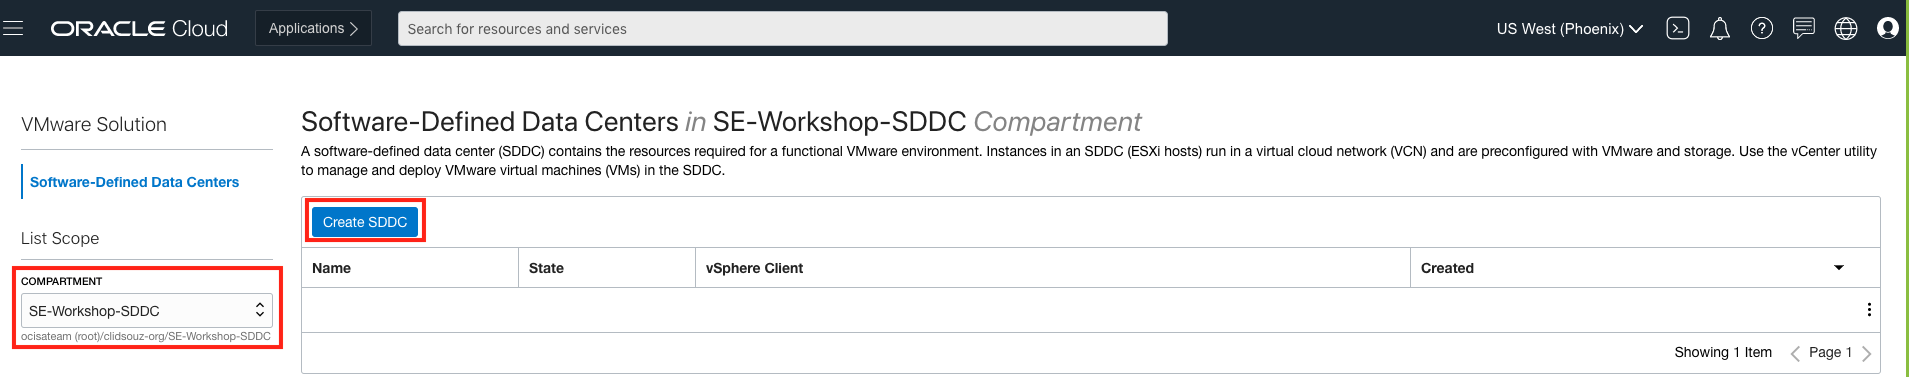 ORACLE Cloud
Applications
Search for resources and services
US West (Phoenix)
VMware Solution
Software-Defined Data Centers
List Scope
COMPARTMENT
SE-Workshop-SDDC
ocisateam (root)/clidsouz-org/SE-Workshop-SDDC
Software-Defined Data Centers in SE-Workshop-SDDC Compartment
A software-defined data center (SDDC) contains the resources required for a functional VMware environment. Instances in an SDDC (ESXi hosts) run in a virtual cloud network (VCN) and are preconfigured with VMware and storage. Use the vCenter utility
to manage and deploy VMware virtual machines (VMs) in the SDDC.
Create SDDC
Name State vSphere Client Created
Showing 1 Item Page 1